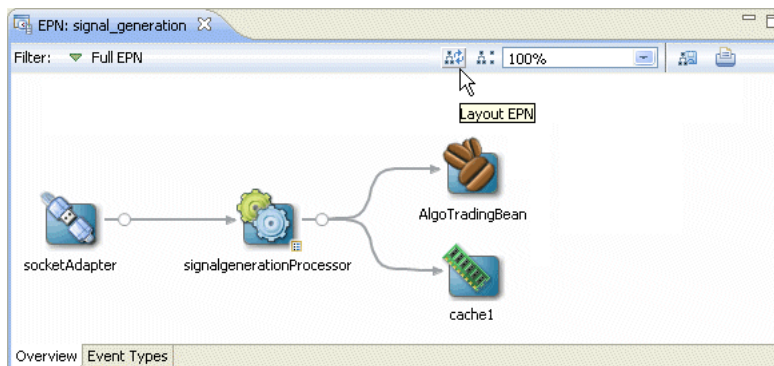 EPN: signal_generation
Filter: Full EPN
100%
Layout EPN
AlgoTradingBean
socketAdapter
signalgenerationProcessor
cache1
Overview
Event Types